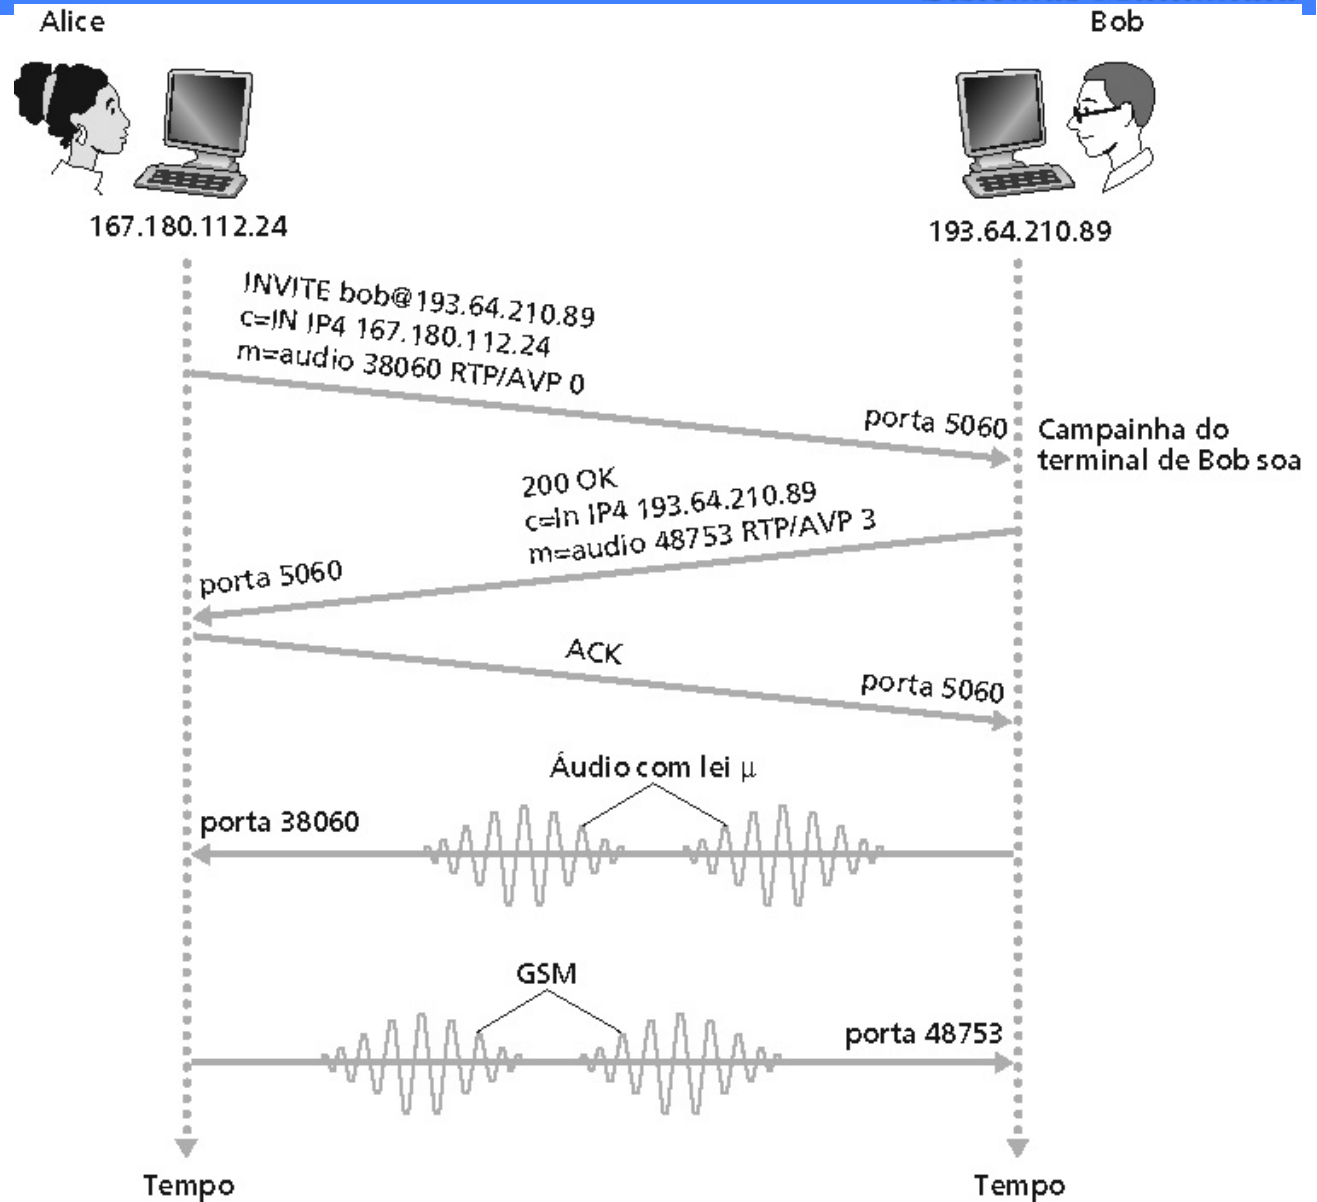 Alice
Bob
167.180.112.24
193.64.210.89
INVITE bob@193.64.210.89
c=IN IP4 167.180.112.24
m=audio 38060 RTP/AVP 0
porta 5060
Campainha do
terminal de Bob soa
200 OK
c=In IP4 193.64.210.89
m=audio 48753 RTP/AVP 3
porta 5060
ACK
porta 5060
Áudio com lei μ
porta 38060
GSM
porta 48753
Tempo
Tempo